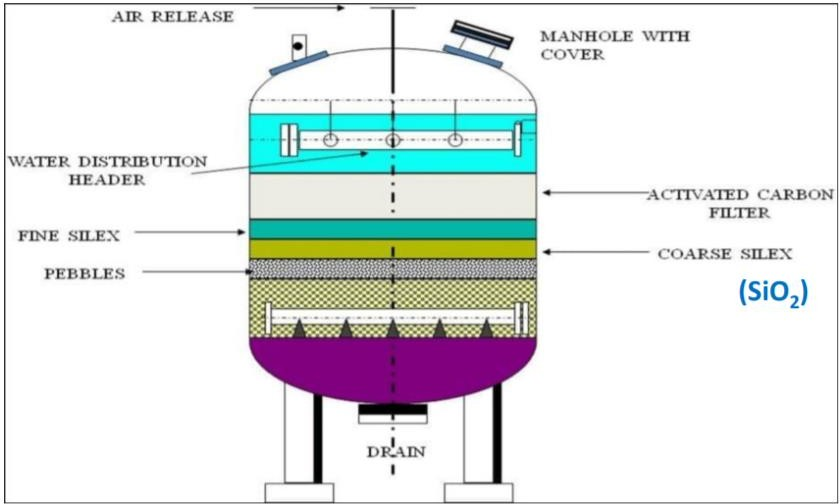 AIR RELEASE
MANHOLE WITH
COVER
WATER DISTRIBUTION
HEADER
ACTIVATED CARBON
FILTER
FINE SILEX
COARSE SILEX
PEBBLES
(SiO₂)
DRAIN